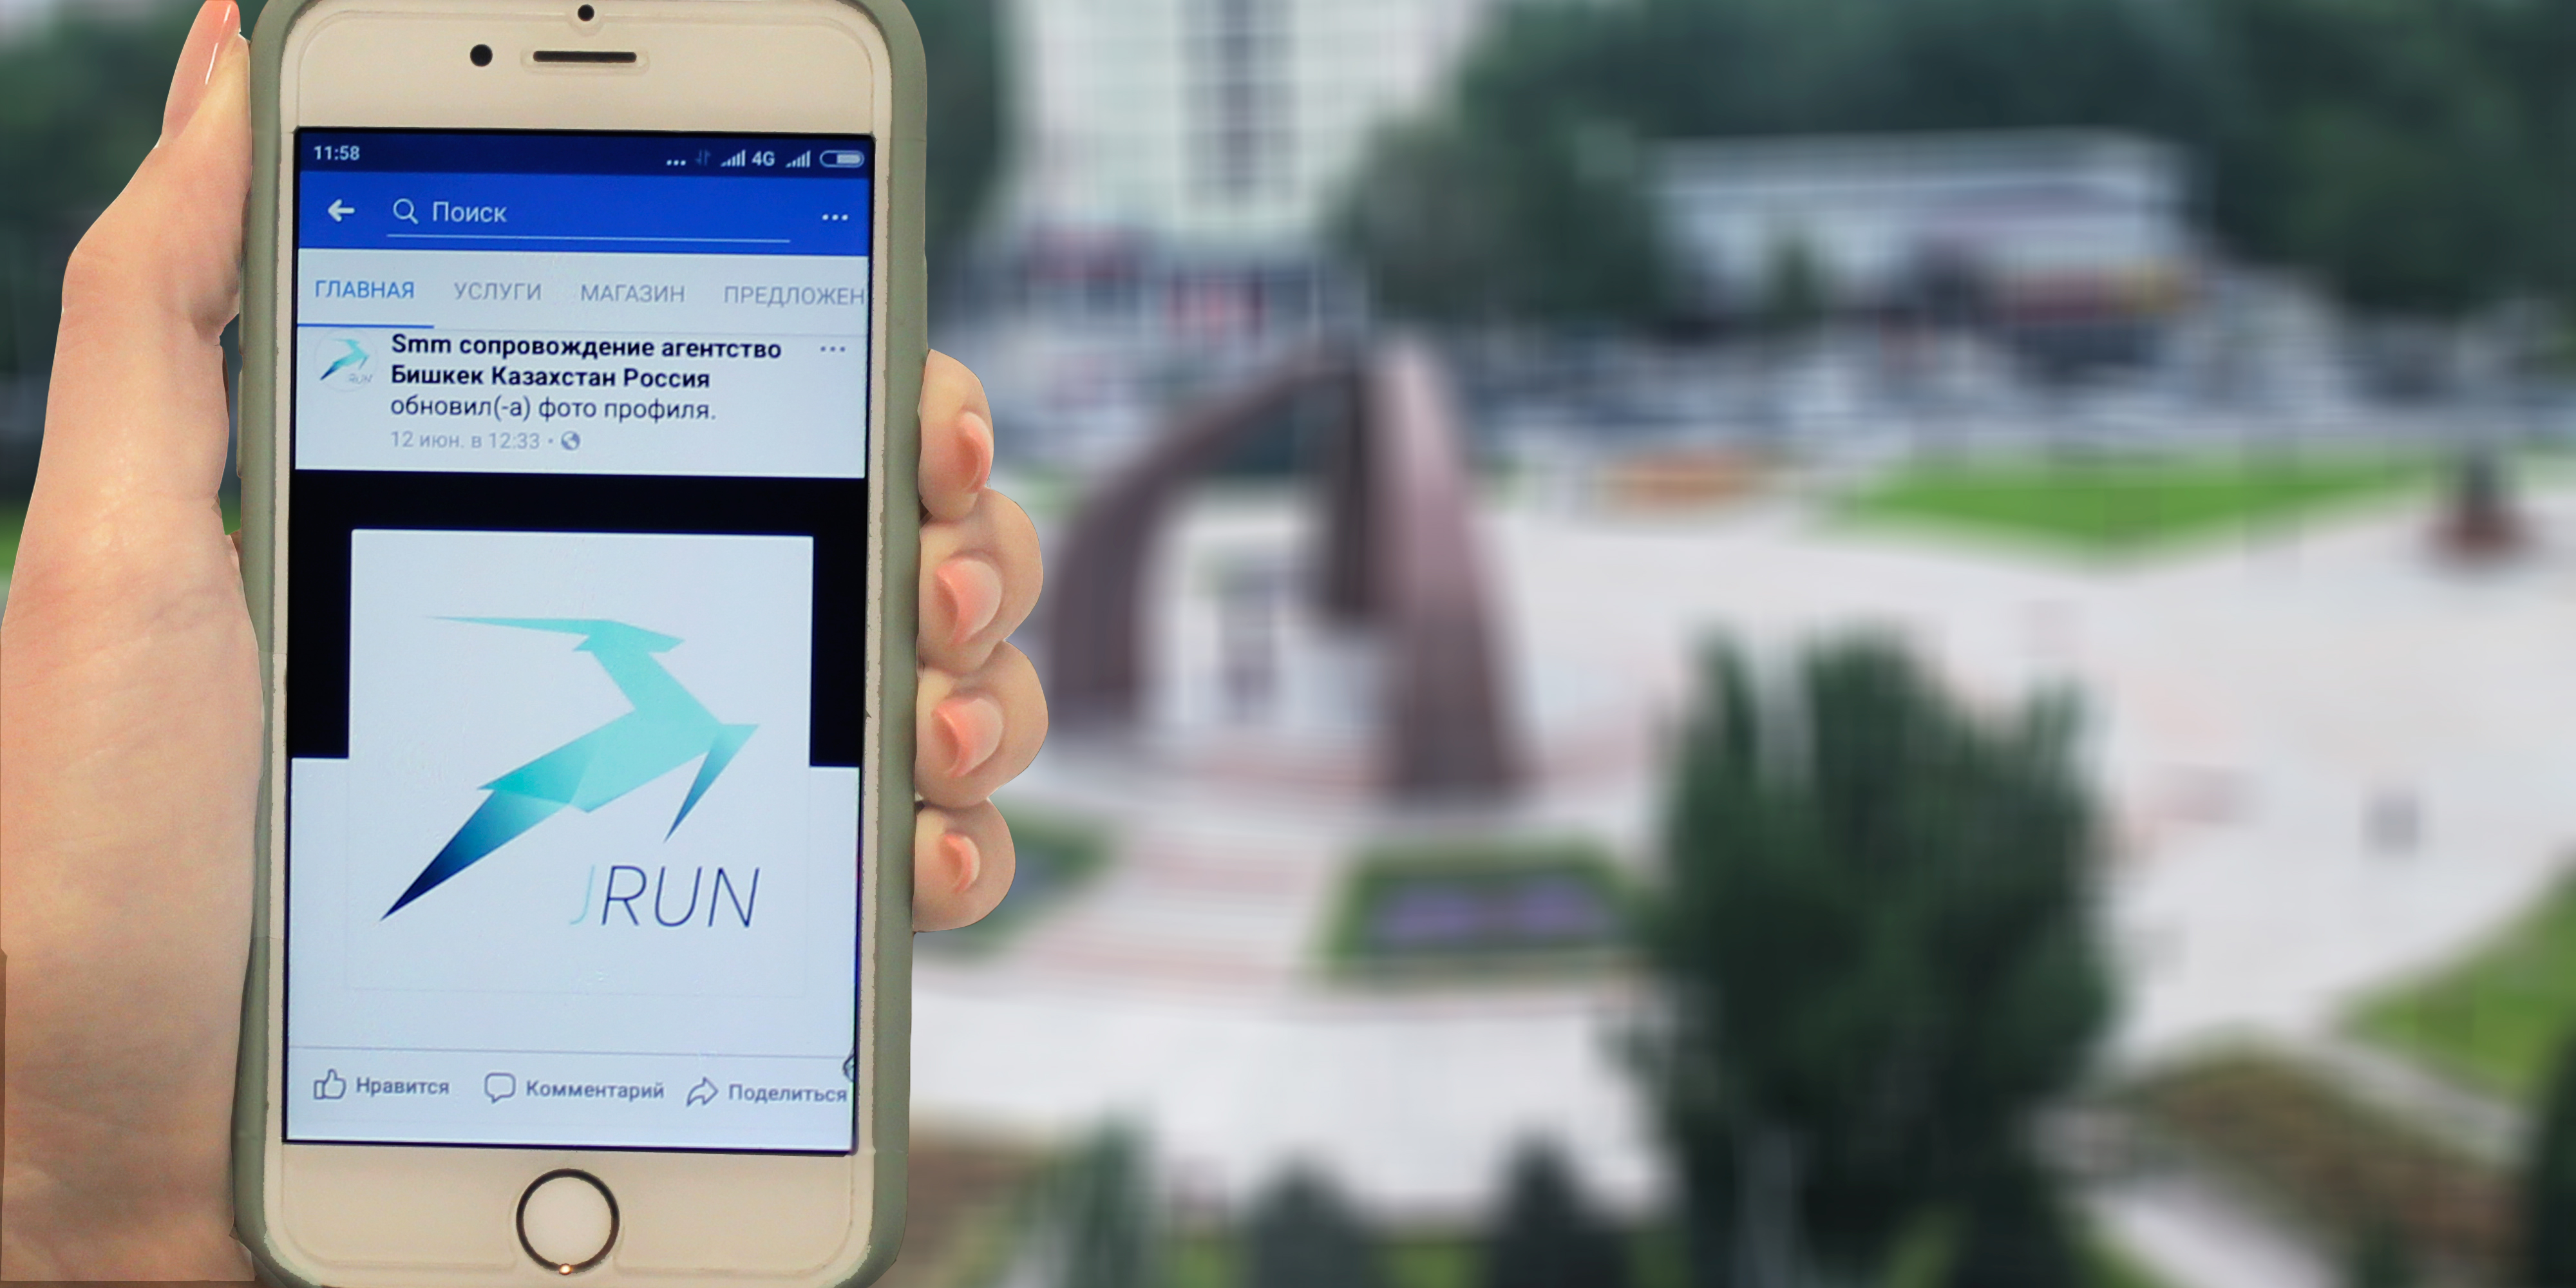 11:58 ... 4G
Поиск ...
ГЛАВНАЯ УСЛУГИ МАГАЗИН ПРЕДЛОЖЕН
RUN
Smm сопровождение агентство ...
Бишкек Казахстан Россия
обновил(-а) фото профиля.
12 июн. в 12:33 •
JRUN
Нравится Комментарий Поделиться